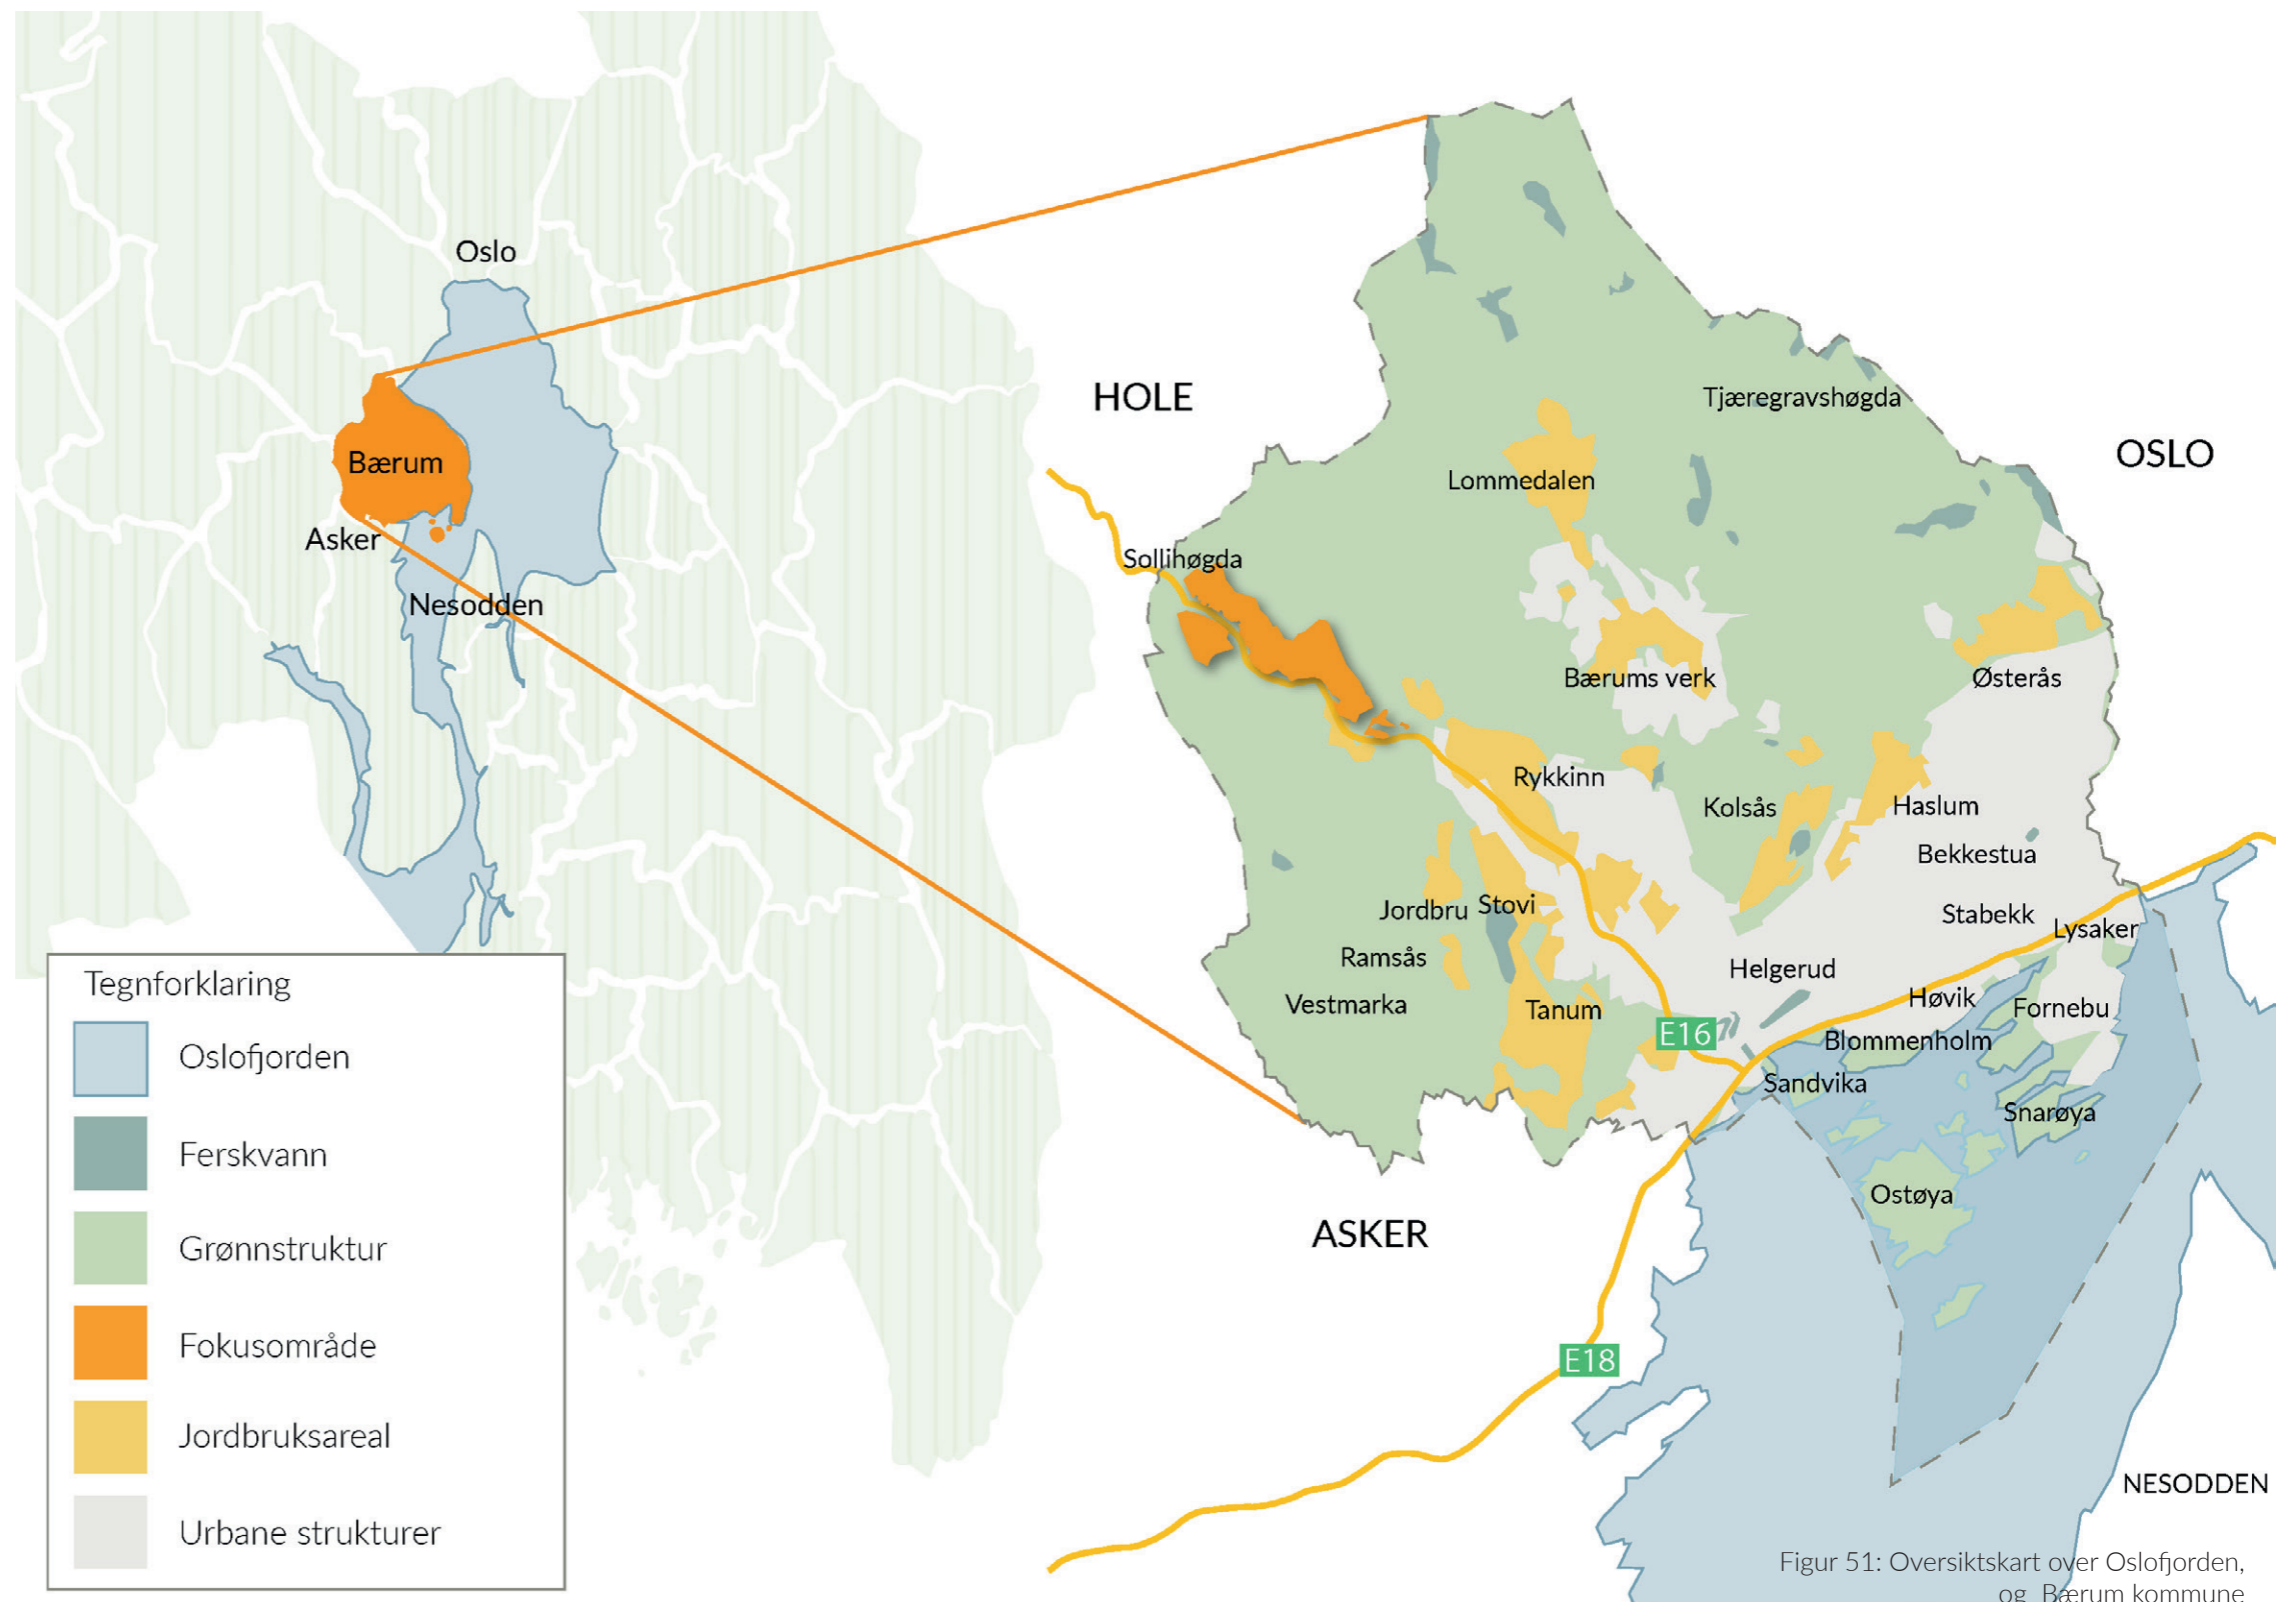 Oslo
Bærum
Asker
Nesodden
Tegnforklaring
Oslofjorden
Ferskvann
Grønnstruktur
Fokusområde
Jordbruksareal
Urbane strukturer
HOLE
OSLO
Tjæregravshøgda
Lommedalen
Sollihøgda
Bærums verk
Østerås
Rykkinn
Kolsås
Haslum
Bekkestua
Jordbru
Stovi
Stabekk
Lysaker
Ramsås
Helgerud
Vestmarka
Tanum
Høvik
Fornebu
E16
Blommenholm
Sandvika
Snarøya
Ostøya
ASKER
E18
NESODDEN
Figur 51: Oversiktskart over Oslofjorden,
og Bærum kommune